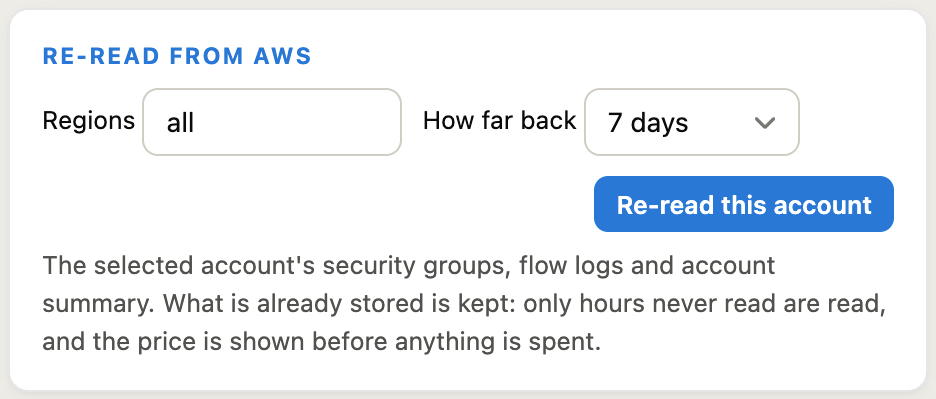 RE-READ FROM AWS
Regions all How far back 7 days
Re-read this account
The selected account's security groups, flow logs and account
summary. What is already stored is kept: only hours never read are read,
and the price is shown before anything is spent.